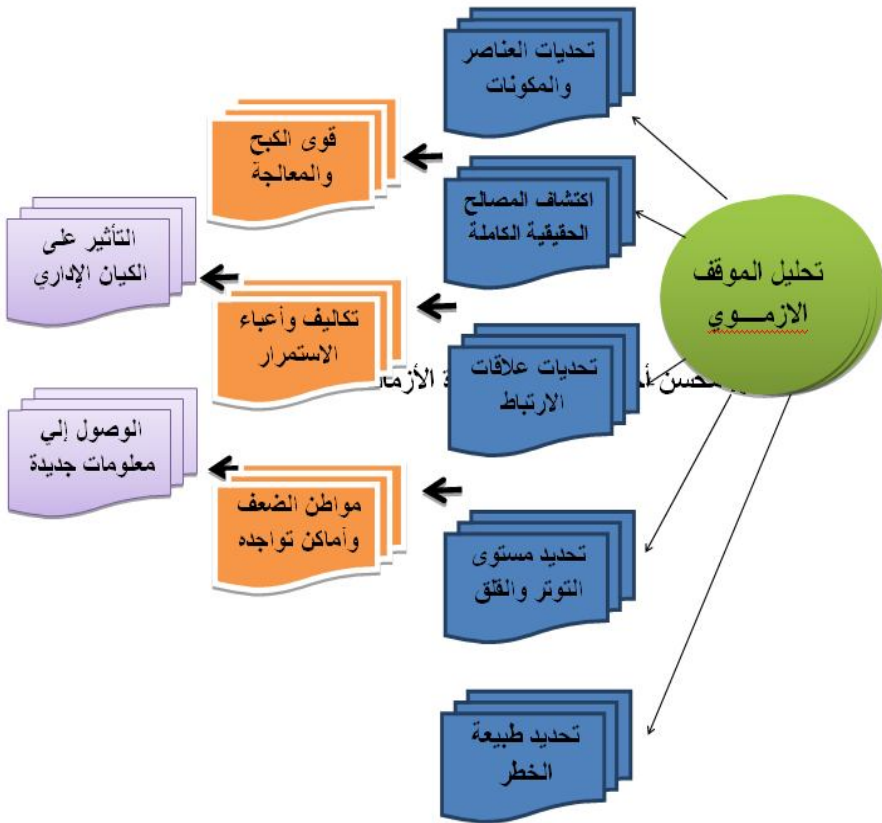 تحليل الموقف
الازمـــوي
تحديات العناصر
والمكونات
اكتشاف المصالح
الحقيقية الكاملة
تحديات علاقات
الارتباط
تحديد مستوى
التوتر والقلق
تحديد طبيعة
الخطر
قوى الكبح
والمعالجة
تكاليف وأعباء
الاستمرار
مواطن الضعف
وأماكن تواجده
التأثير على
الكيان الإداري
الوصول إلي
معلومات جديدة
محسن